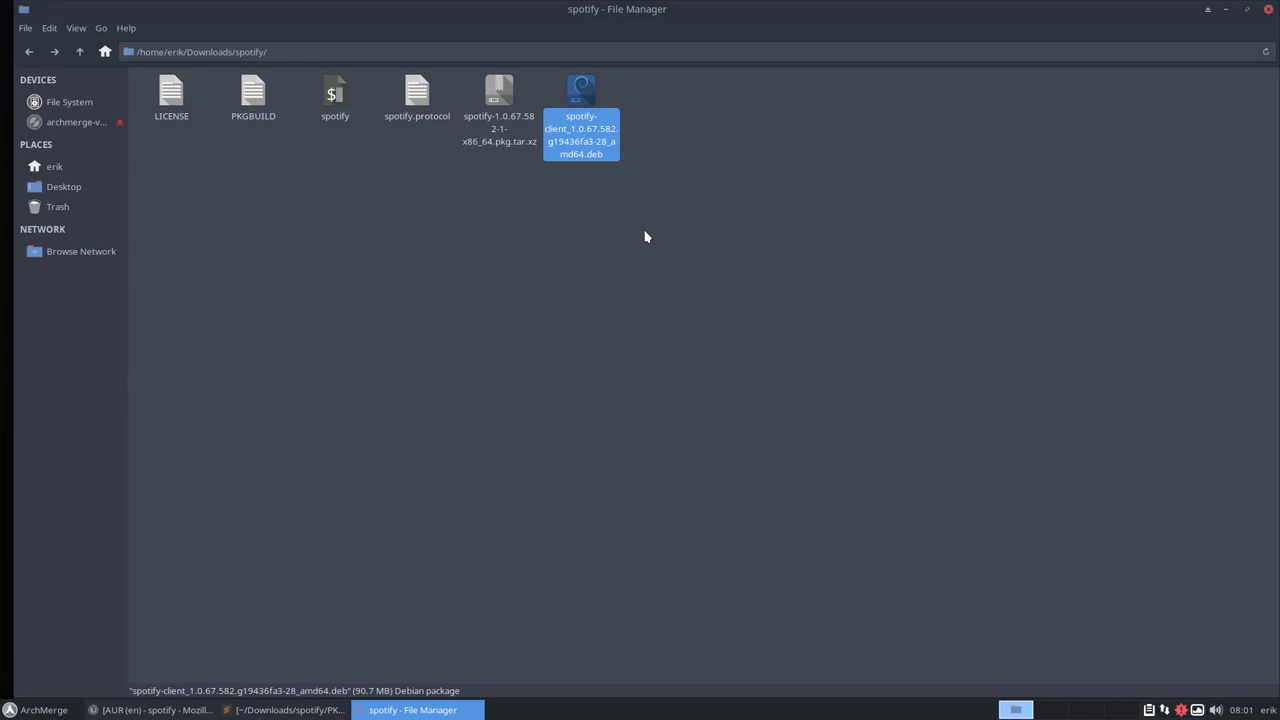 spotify - File Manager
File Edit View Go Help
/home/erik/Downloads/spotify/
DEVICES
File System
archmerge-v...
PLACES
erik
Desktop
Trash
NETWORK
Browse Network
LICENSE
PKGBUILD
$
spotify
spotify.protocol
spotify-1.0.67.58
2-1-
x86_64.pkg.tar.xz
spotify-
client_1.0.67.582.
g19436fa3-28_a
md64.deb
"spotify-client_1.0.67.582.g19436fa3-28_amd64.deb" (90.7 MB) Debian package
ArchMerge
[AUR (en) - spotify - Mozill...
[~/Downloads/spotify/PK...
spotify - File Manager
08:01 erik